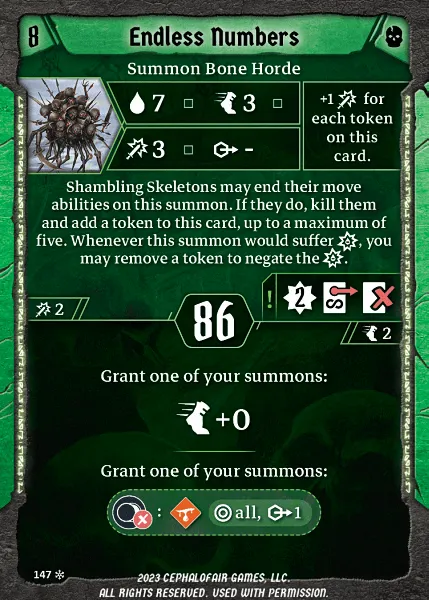 8
Endless Numbers
Summon Bone Horde
7 3
+1 for
each token
on this
card.
3 -
Shambling Skeletons may end their move
abilities on this summon. If they do, kill them
and add a token to this card, up to a maximum of
five. Whenever this summon would suffer , you
may remove a token to negate the .
2
86
! 2
2
Grant one of your summons:
+0
Grant one of your summons:
: all, 1
147
2023 CEPHALOFAIR GAMES, LLC.
ALL RIGHTS RESERVED. USED WITH PERMISSION.